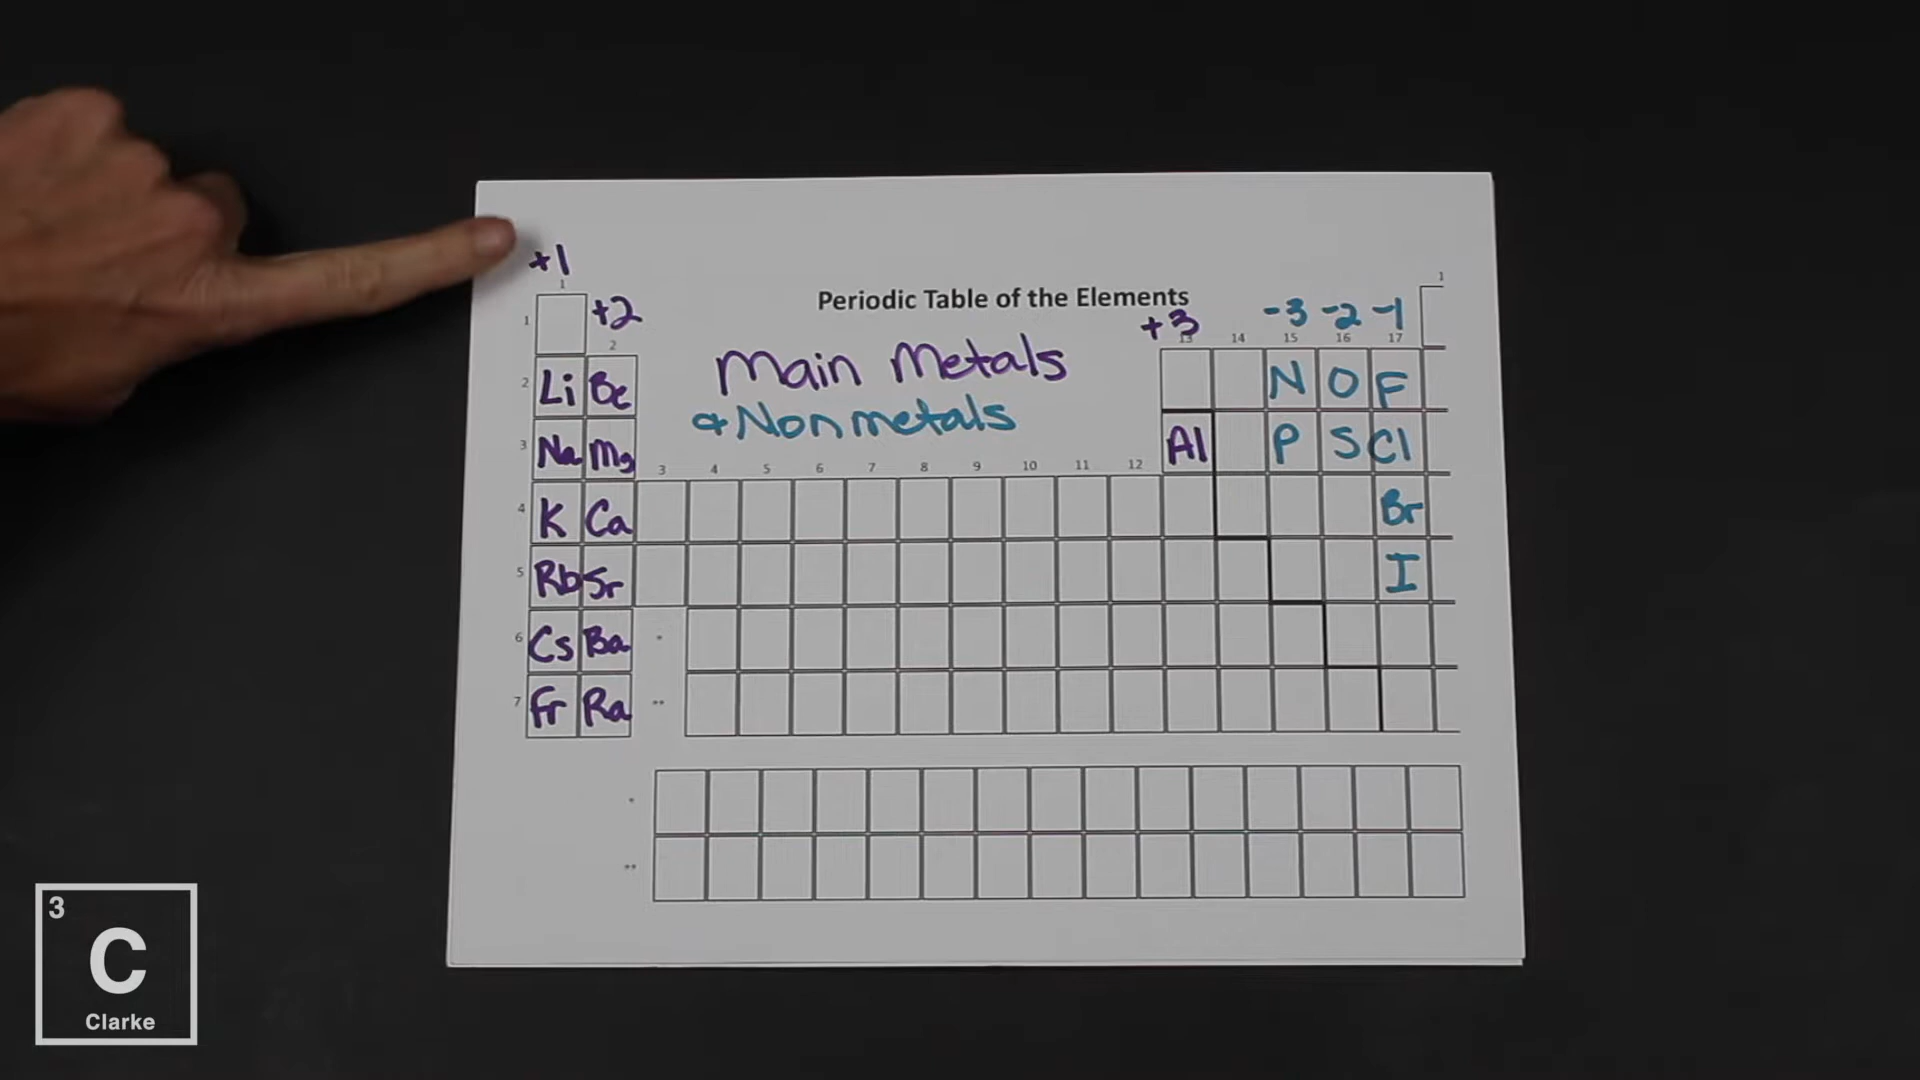 +1
1
Periodic Table of the Elements
1
1
+2
+3
-3 -2 -1
2
13 14 15 16 17
Main Metals
& Nonmetals
2 Li Be N O F
3 Na Mg Al P S Cl
3 4 5 6 7 8 9 10 11 12
4 K Ca Br
5 Rb Sr I
6 Cs Ba *
7 Fr Ra **
*
**
3
C
Clarke